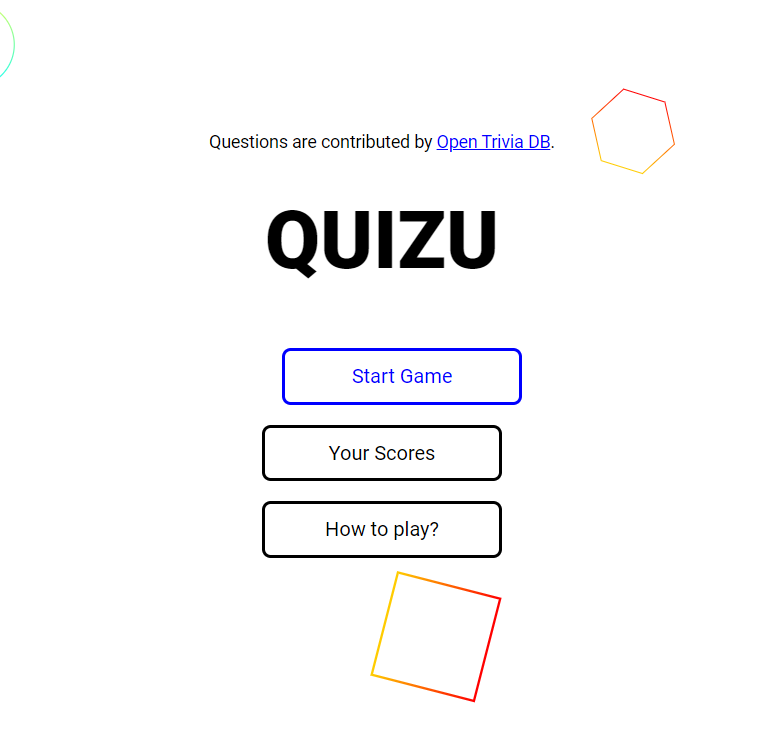 Questions are contributed by Open Trivia DB.
QUIZU
Start Game
Your Scores
How to play?